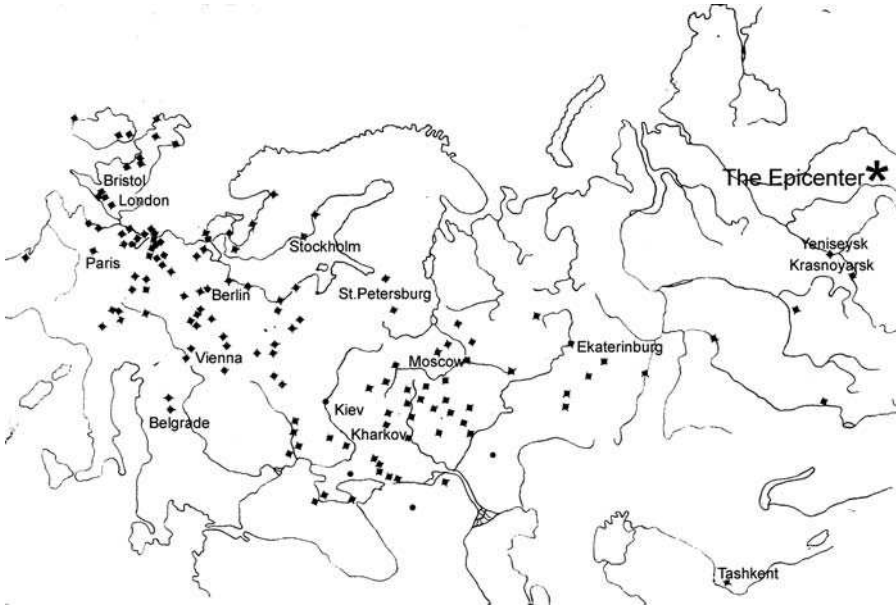 Bristol
London
The Epicenter
Stockholm
Yeniseysk
Paris
Krasnoyarsk
Berlin
St.Petersburg
Vienna
Moscow
Ekaterinburg
Belgrade
Kiev
Kharkov
Tashkent